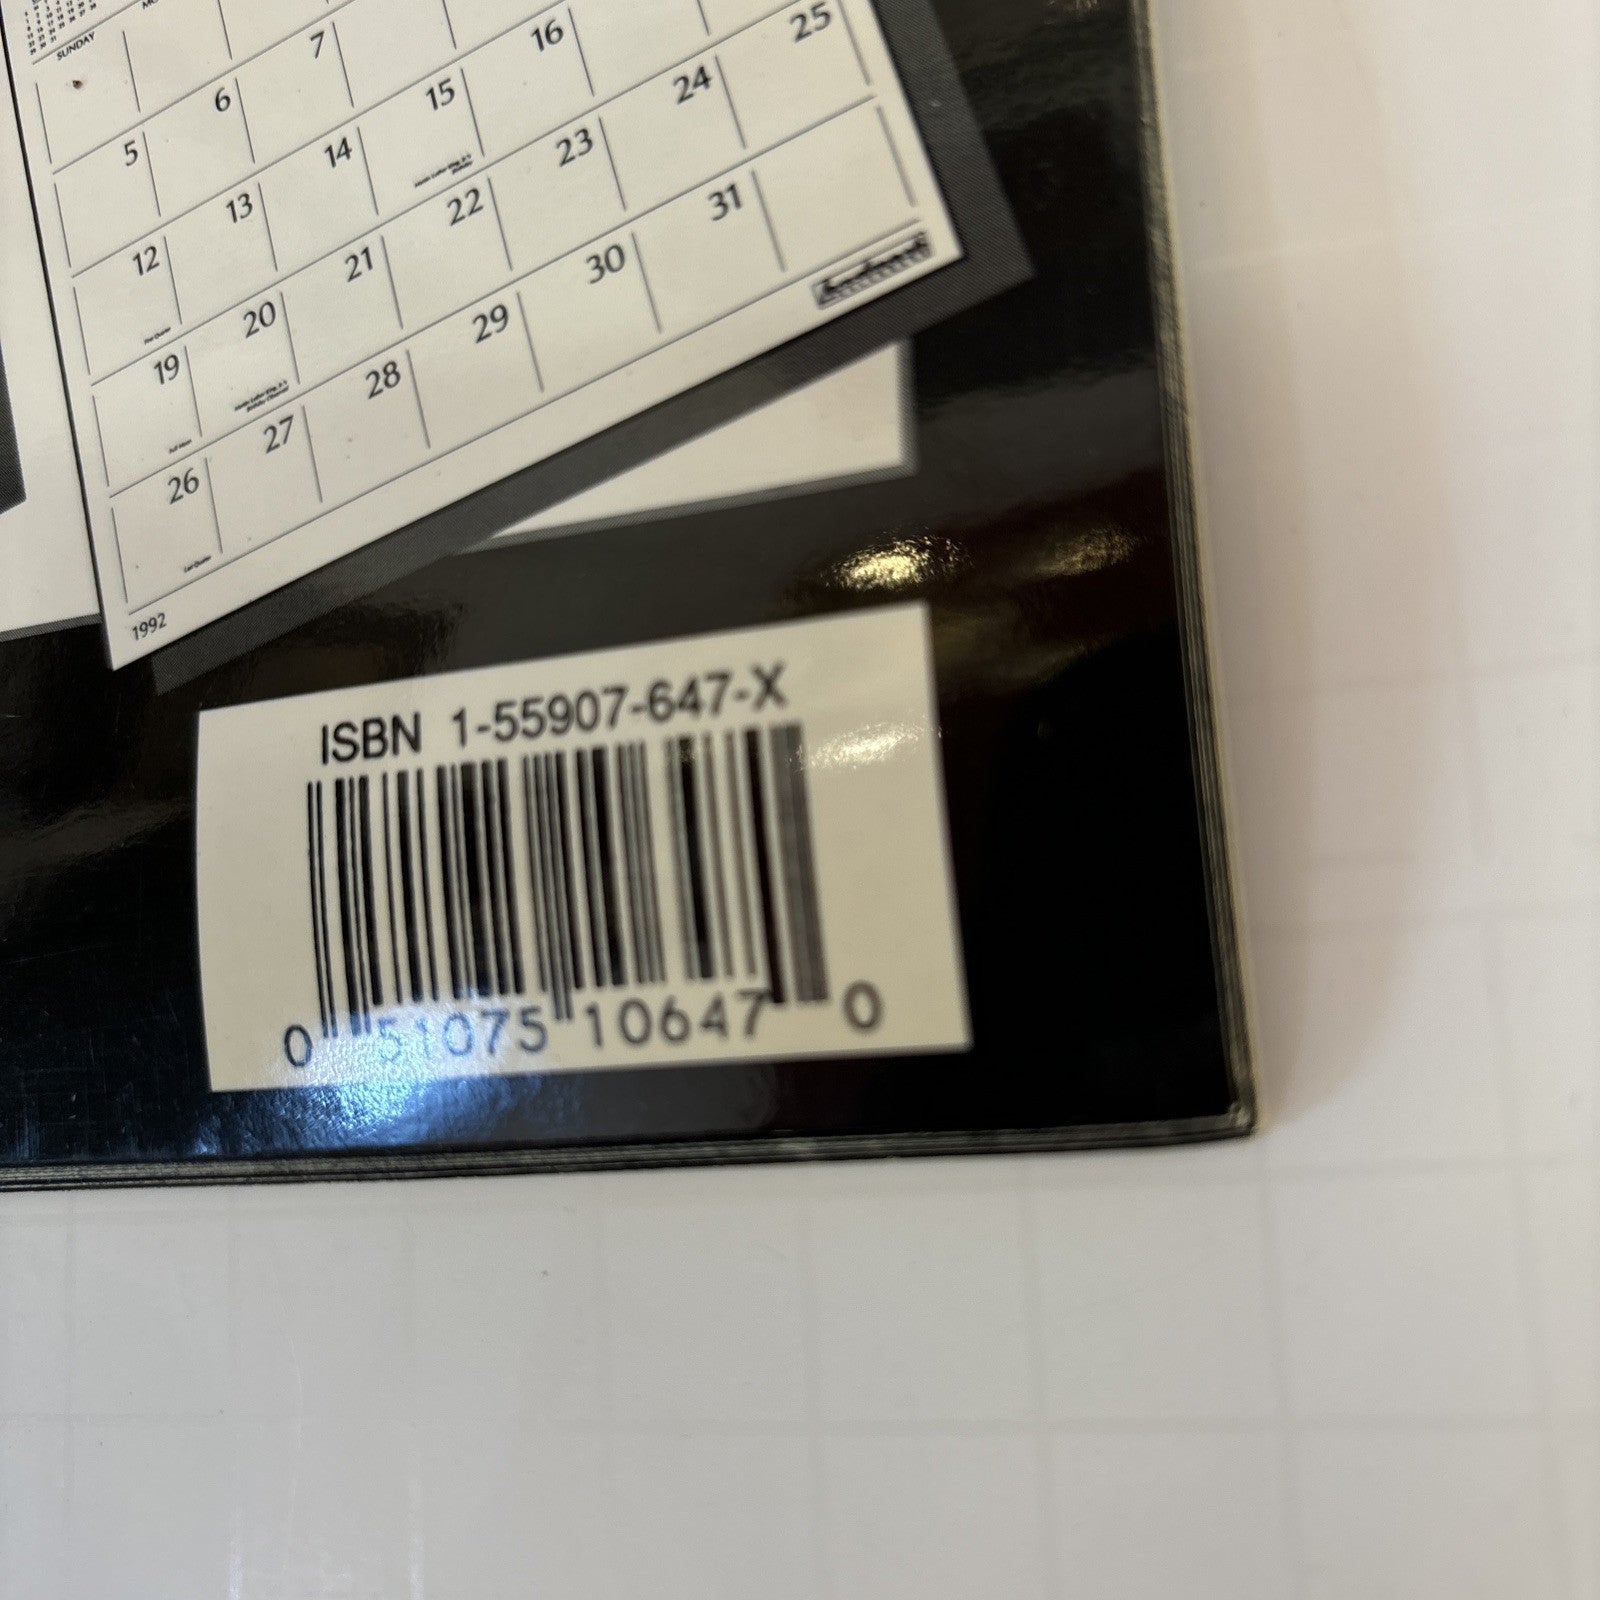 SUNDAY
5 6 7
12 13 14 15 16
19 20 21 22 23 24 25
26 27 28 29 30 31
1992
ISBN 1-55907-647-X
0 51075 10647 0